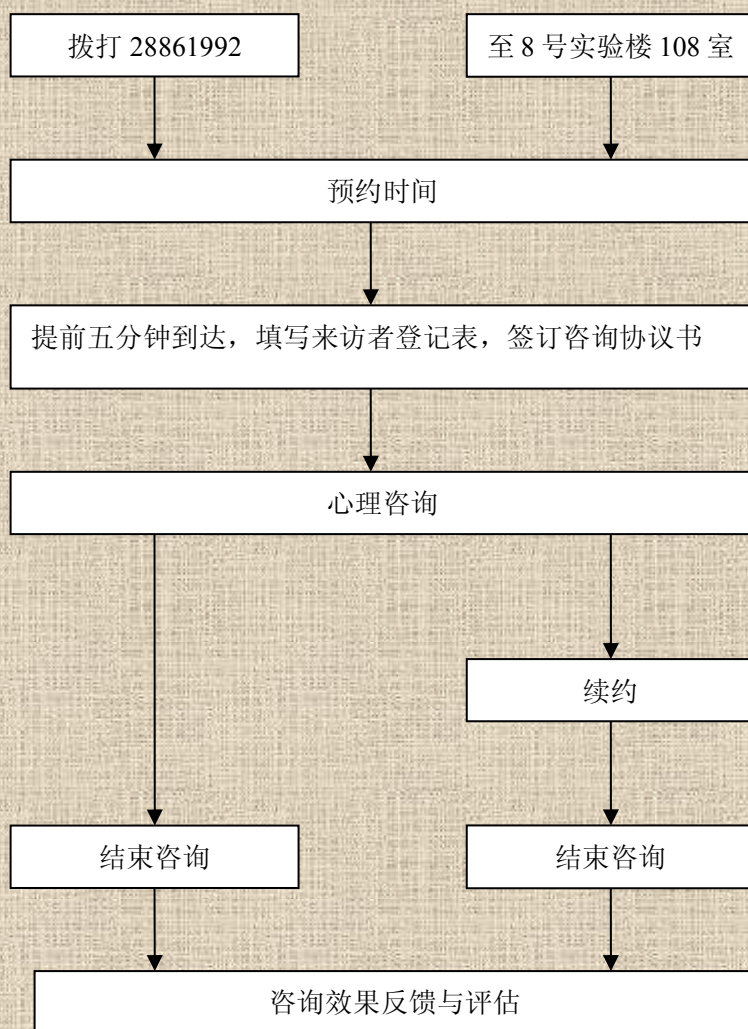 拨打 28861992
至 8 号实验楼 108 室
预约时间
提前五分钟到达，填写来访者登记表，签订咨询协议书
心理咨询
续约
结束咨询
结束咨询
咨询效果反馈与评估